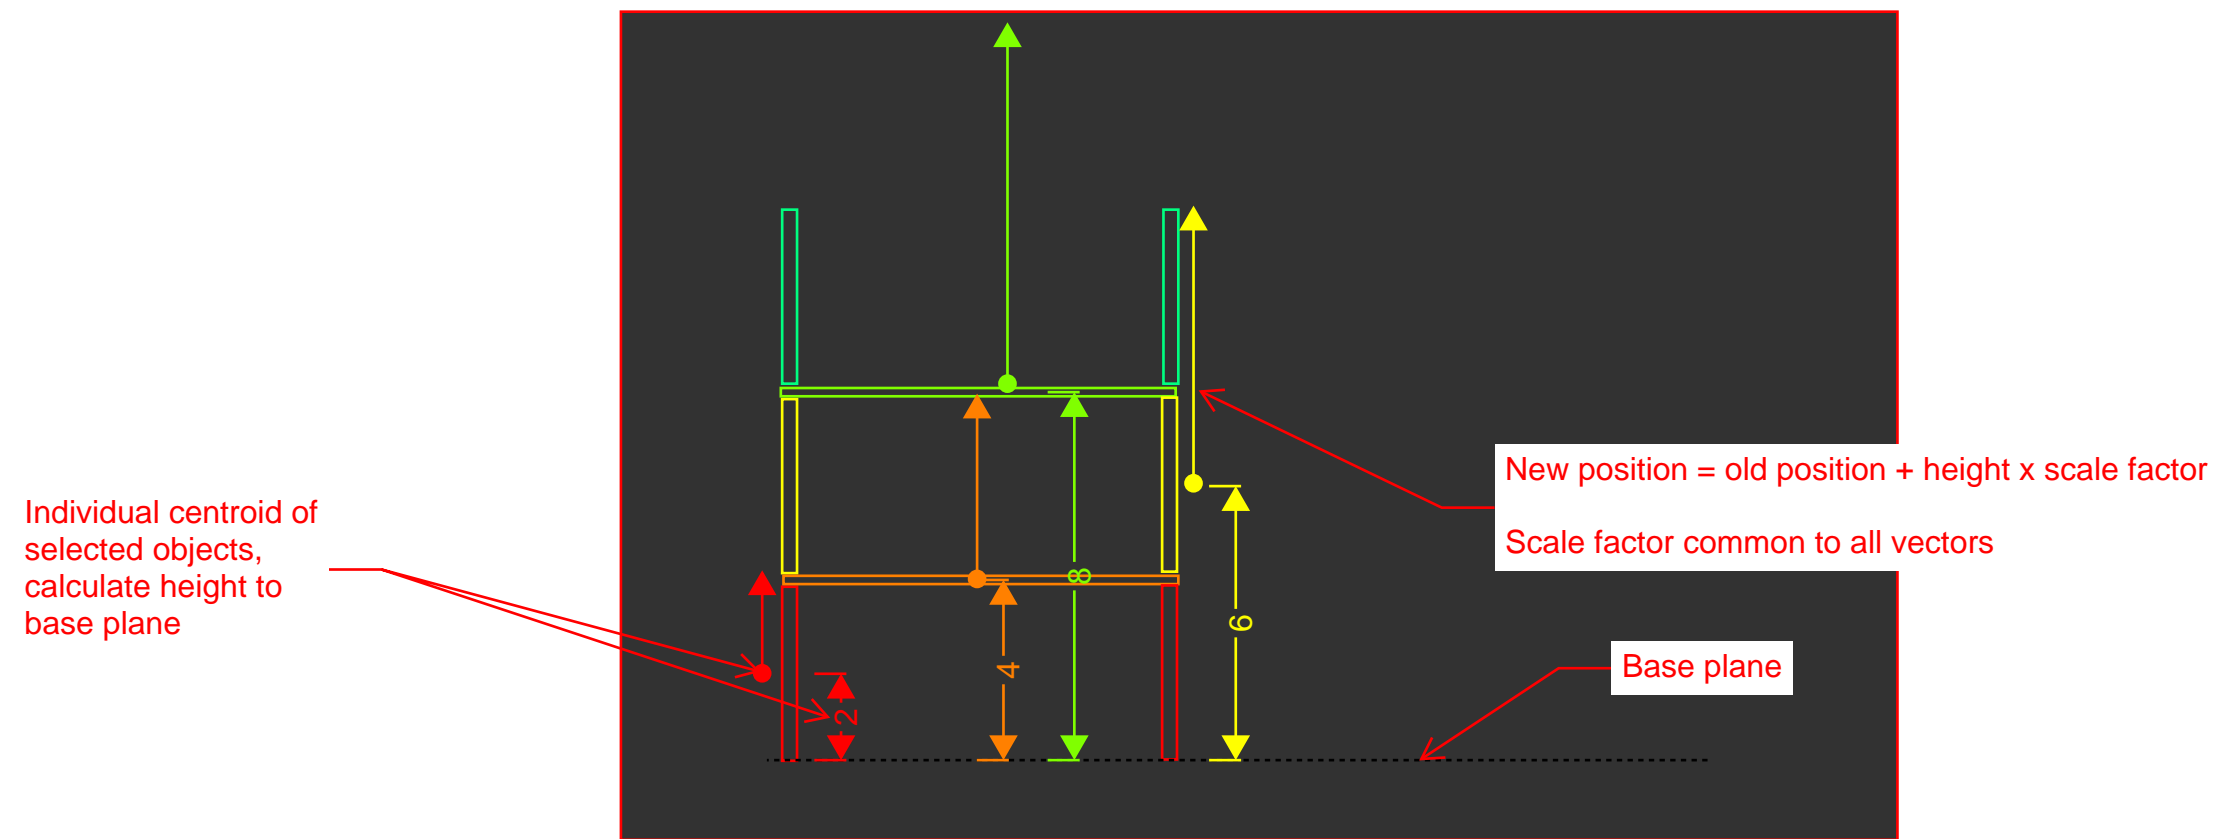 Individual centroid of
selected objects,
calculate height to
base plane
New position = old position + height x scale factor
Scale factor common to all vectors
Base plane
2
4
8
6